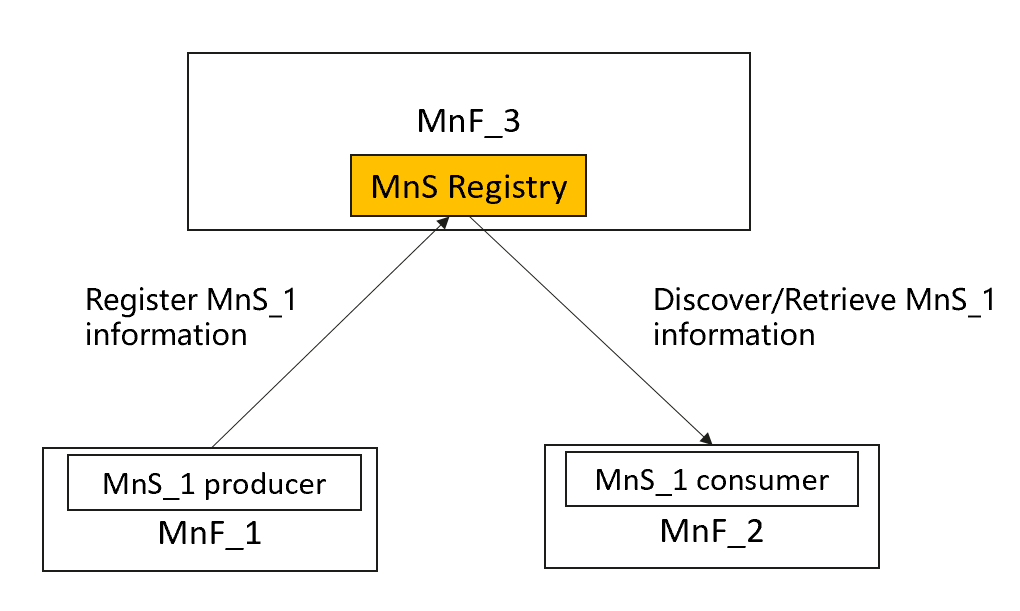 MnF_3
MnS Registry
Register MnS_1
information
Discover/Retrieve MnS_1
information
MnS_1 producer
MnF_1
MnS_1 consumer
MnF_2